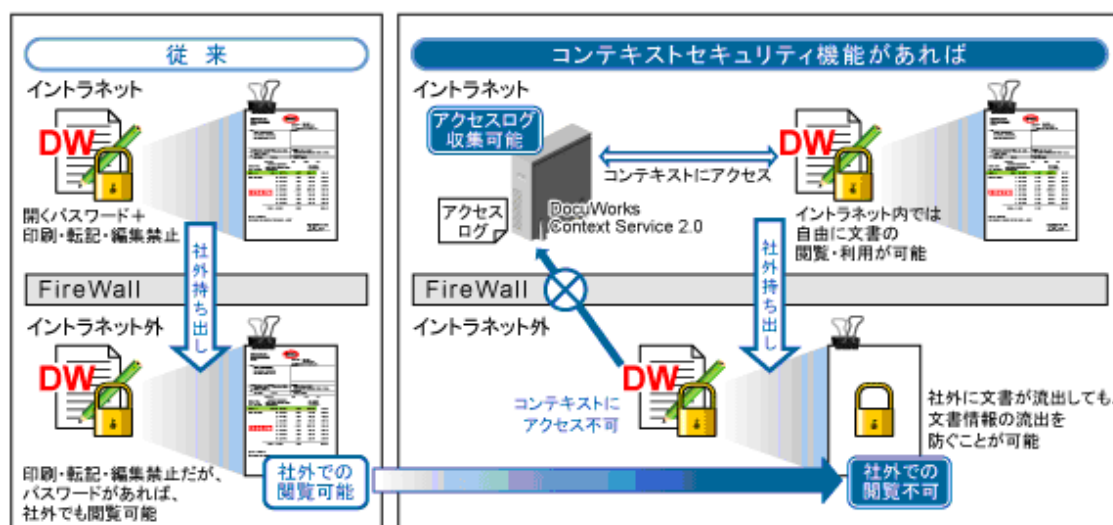 従来
イントラネット
DW
開くパスワード+
印刷・転記・編集禁止
社外持ち出し
FireWall
イントラネット外
DW
印刷・転記・編集禁止だが、
パスワードがあれば、
社外でも閲覧可能
社外での
閲覧可能
コンテキストセキュリティ機能があれば
イントラネット
アクセスログ
収集可能
アクセス
ログ
DocuWorks
Context Service 2.0
コンテキストにアクセス
DW
イントラネット内では
自由に文書の
閲覧・利用が可能
社外持ち出し
FireWall
イントラネット外
コンテキストに
アクセス不可
DW
社外に文書が流出しても、
文書情報の流出を
防ぐことが可能
社外での
閲覧不可